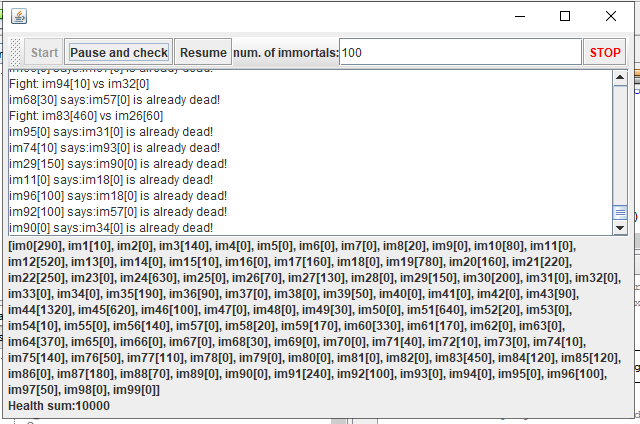 Start Pause and check Resume num. of immortals: 100 STOP
Fight: im94[10] vs im32[0]
im68[30] says:im57[0] is already dead!
Fight: im83[460] vs im26[60]
im95[0] says:im31[0] is already dead!
im74[10] says:im93[0] is already dead!
im29[150] says:im90[0] is already dead!
im11[0] says:im18[0] is already dead!
im96[100] says:im18[0] is already dead!
im92[100] says:im57[0] is already dead!
im90[0] says:im34[0] is already dead!
[im0[290], im1[10], im2[0], im3[140], im4[0], im5[0], im6[0], im7[0], im8[20], im9[0], im10[80], im11[0],
im12[520], im13[0], im14[0], im15[10], im16[0], im17[160], im18[0], im19[780], im20[160], im21[220],
im22[250], im23[0], im24[630], im25[0], im26[70], im27[130], im28[0], im29[150], im30[200], im31[0], im32[0],
im33[0], im34[0], im35[190], im36[90], im37[0], im38[0], im39[50], im40[0], im41[0], im42[0], im43[90],
im44[1320], im45[620], im46[100], im47[0], im48[0], im49[30], im50[0], im51[640], im52[20], im53[0],
im54[10], im55[0], im56[140], im57[0], im58[20], im59[170], im60[330], im61[170], im62[0], im63[0],
im64[370], im65[0], im66[0], im67[0], im68[30], im69[0], im70[0], im71[40], im72[10], im73[0], im74[10],
im75[140], im76[50], im77[110], im78[0], im79[0], im80[0], im81[0], im82[0], im83[450], im84[120], im85[120],
im86[0], im87[180], im88[70], im89[0], im90[0], im91[240], im92[100], im93[0], im94[0], im95[0], im96[100],
im97[50], im98[0], im99[0]]
Health sum:10000